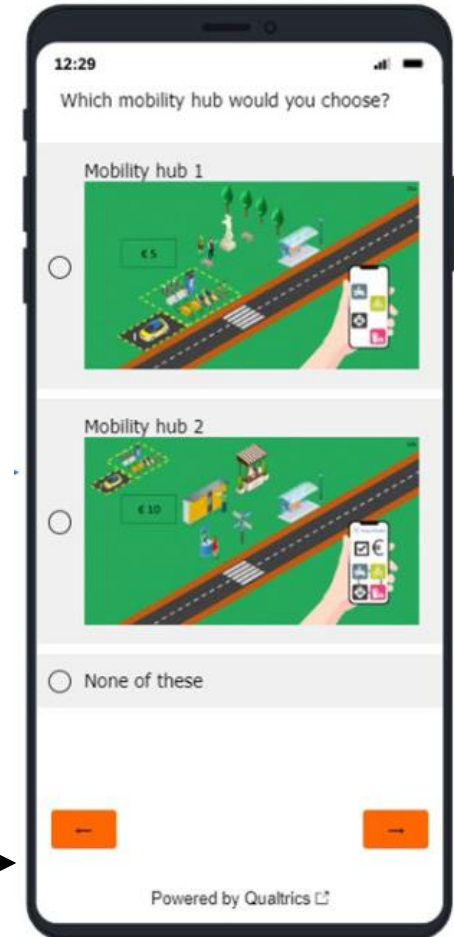 12:29
Which mobility hub would you choose?
Mobility hub 1
€ 5
Mobility hub 2
€ 10
€
None of these
←
→
Powered by Qualtrics